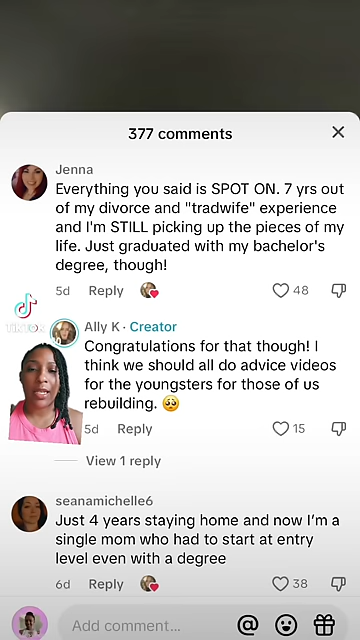 377 comments
Jenna
Everything you said is SPOT ON. 7 yrs out
of my divorce and "tradwife" experience
and I'm STILL picking up the pieces of my
life. Just graduated with my bachelor's
degree, though!
5d Reply 48
TikTok
Ally K · Creator
Congratulations for that though! I
think we should all do advice videos
for the youngsters for those of us
rebuilding. 🥺
5d Reply 15
View 1 reply
seanamichelle6
Just 4 years staying home and now I'm a
single mom who had to start at entry
level even with a degree
6d Reply 38
Add comment...